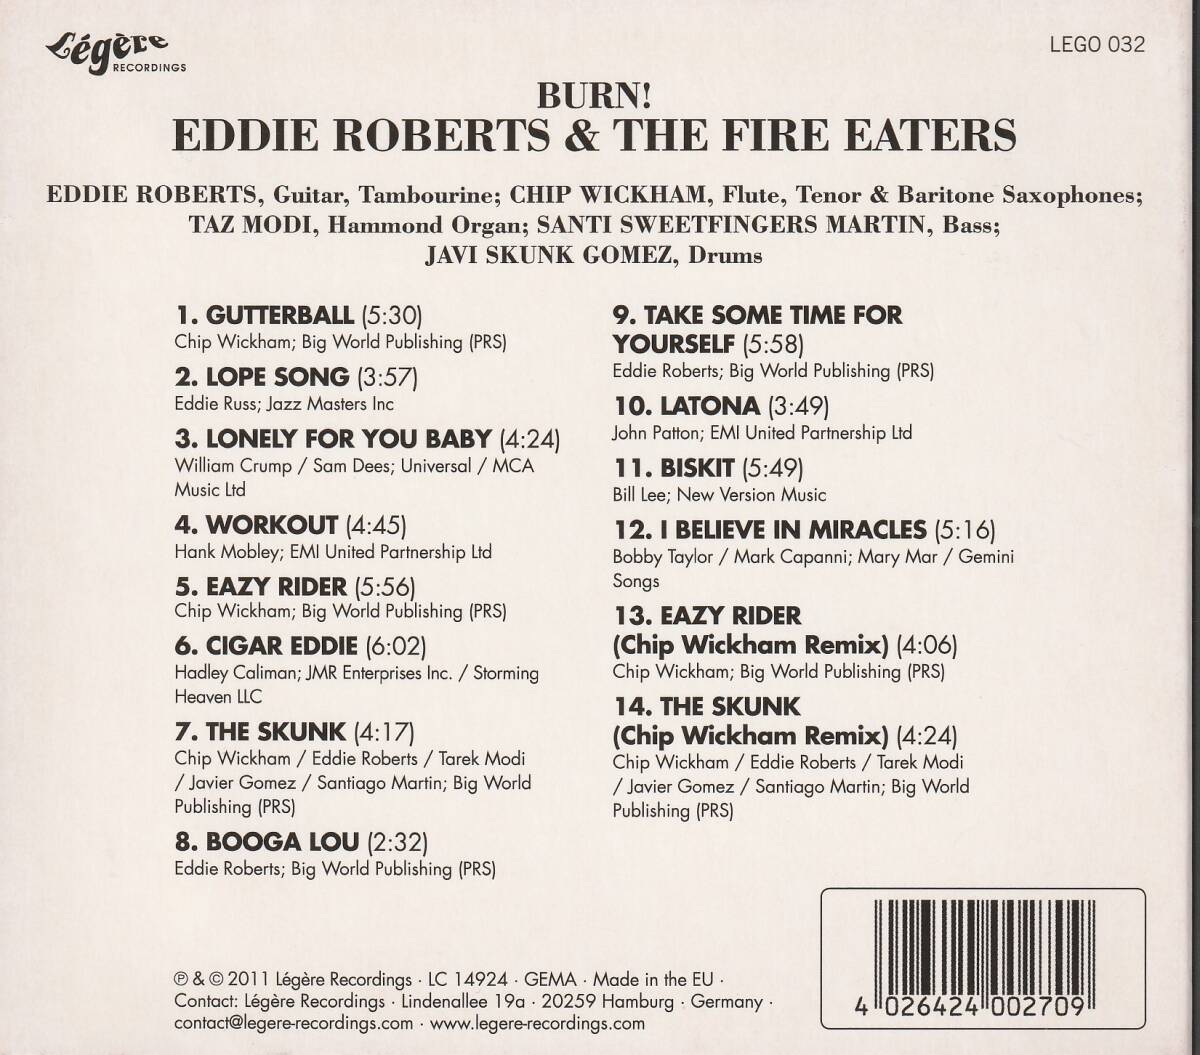 Légère
RECORDINGS
LEGO 032
BURN!
EDDIE ROBERTS & THE FIRE EATERS
EDDIE ROBERTS, Guitar, Tambourine; CHIP WICKHAM, Flute, Tenor & Baritone Saxophones;
TAZ MODI, Hammond Organ; SANTI SWEETFINGERS MARTIN, Bass;
JAVI SKUNK GOMEZ, Drums
1. GUTTERBALL (5:30)
Chip Wickham; Big World Publishing (PRS)
2. LOPE SONG (3:57)
Eddie Russ; Jazz Masters Inc
3. LONELY FOR YOU BABY (4:24)
William Crump / Sam Dees; Universal / MCA
Music Ltd
4. WORKOUT (4:45)
Hank Mobley; EMI United Partnership Ltd
5. EAZY RIDER (5:56)
Chip Wickham; Big World Publishing (PRS)
6. CIGAR EDDIE (6:02)
Hadley Caliman; JMR Enterprises Inc. / Storming
Heaven LLC
7. THE SKUNK (4:17)
Chip Wickham / Eddie Roberts / Tarek Modi
/ Javier Gomez / Santiago Martin; Big World
Publishing (PRS)
8. BOOGA LOU (2:32)
Eddie Roberts; Big World Publishing (PRS)
9. TAKE SOME TIME FOR
YOURSELF (5:58)
Eddie Roberts; Big World Publishing (PRS)
10. LATONA (3:49)
John Patton; EMI United Partnership Ltd
11. BISKIT (5:49)
Bill Lee; New Version Music
12. I BELIEVE IN MIRACLES (5:16)
Bobby Taylor / Mark Capanni; Mary Mar / Gemini
Songs
13. EAZY RIDER
(Chip Wickham Remix) (4:06)
Chip Wickham; Big World Publishing (PRS)
14. THE SKUNK
(Chip Wickham Remix) (4:24)
Chip Wickham / Eddie Roberts / Tarek Modi
/ Javier Gomez / Santiago Martin; Big World
Publishing (PRS)
℗ & © 2011 Légère Recordings · LC 14924 · GEMA · Made in the EU ·
Contact: Légère Recordings · Lindenallee 19a · 20259 Hamburg · Germany ·
contact@legere-recordings.com · www.legere-recordings.com
4 026424 002709